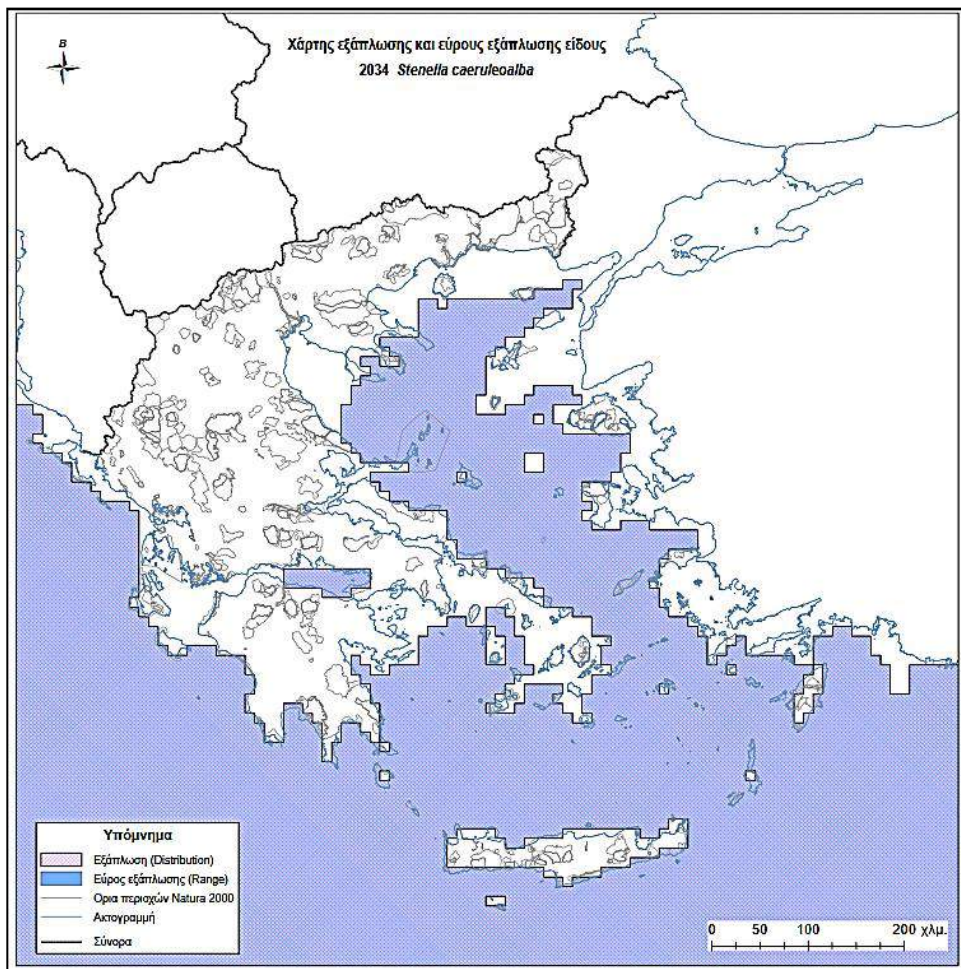 Χάρτης εξάπλωσης και εύρους εξάπλωσης είδους
2034 Stenella caeruleoalba
Β
Υπόμνημα
Εξάπλωση (Distribution)
Εύρος εξάπλωσης (Range)
Ορια περιοχών Natura 2000
Ακτογραμμή
Σύνορα
0 50 100 200 χλμ.